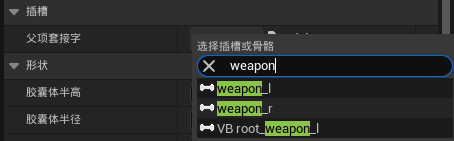 插槽
父项套接字
选择插槽或骨骼
weapon
形状
weapon_l
胶囊体半高
weapon_r
胶囊体半径
VB root_weapon_l